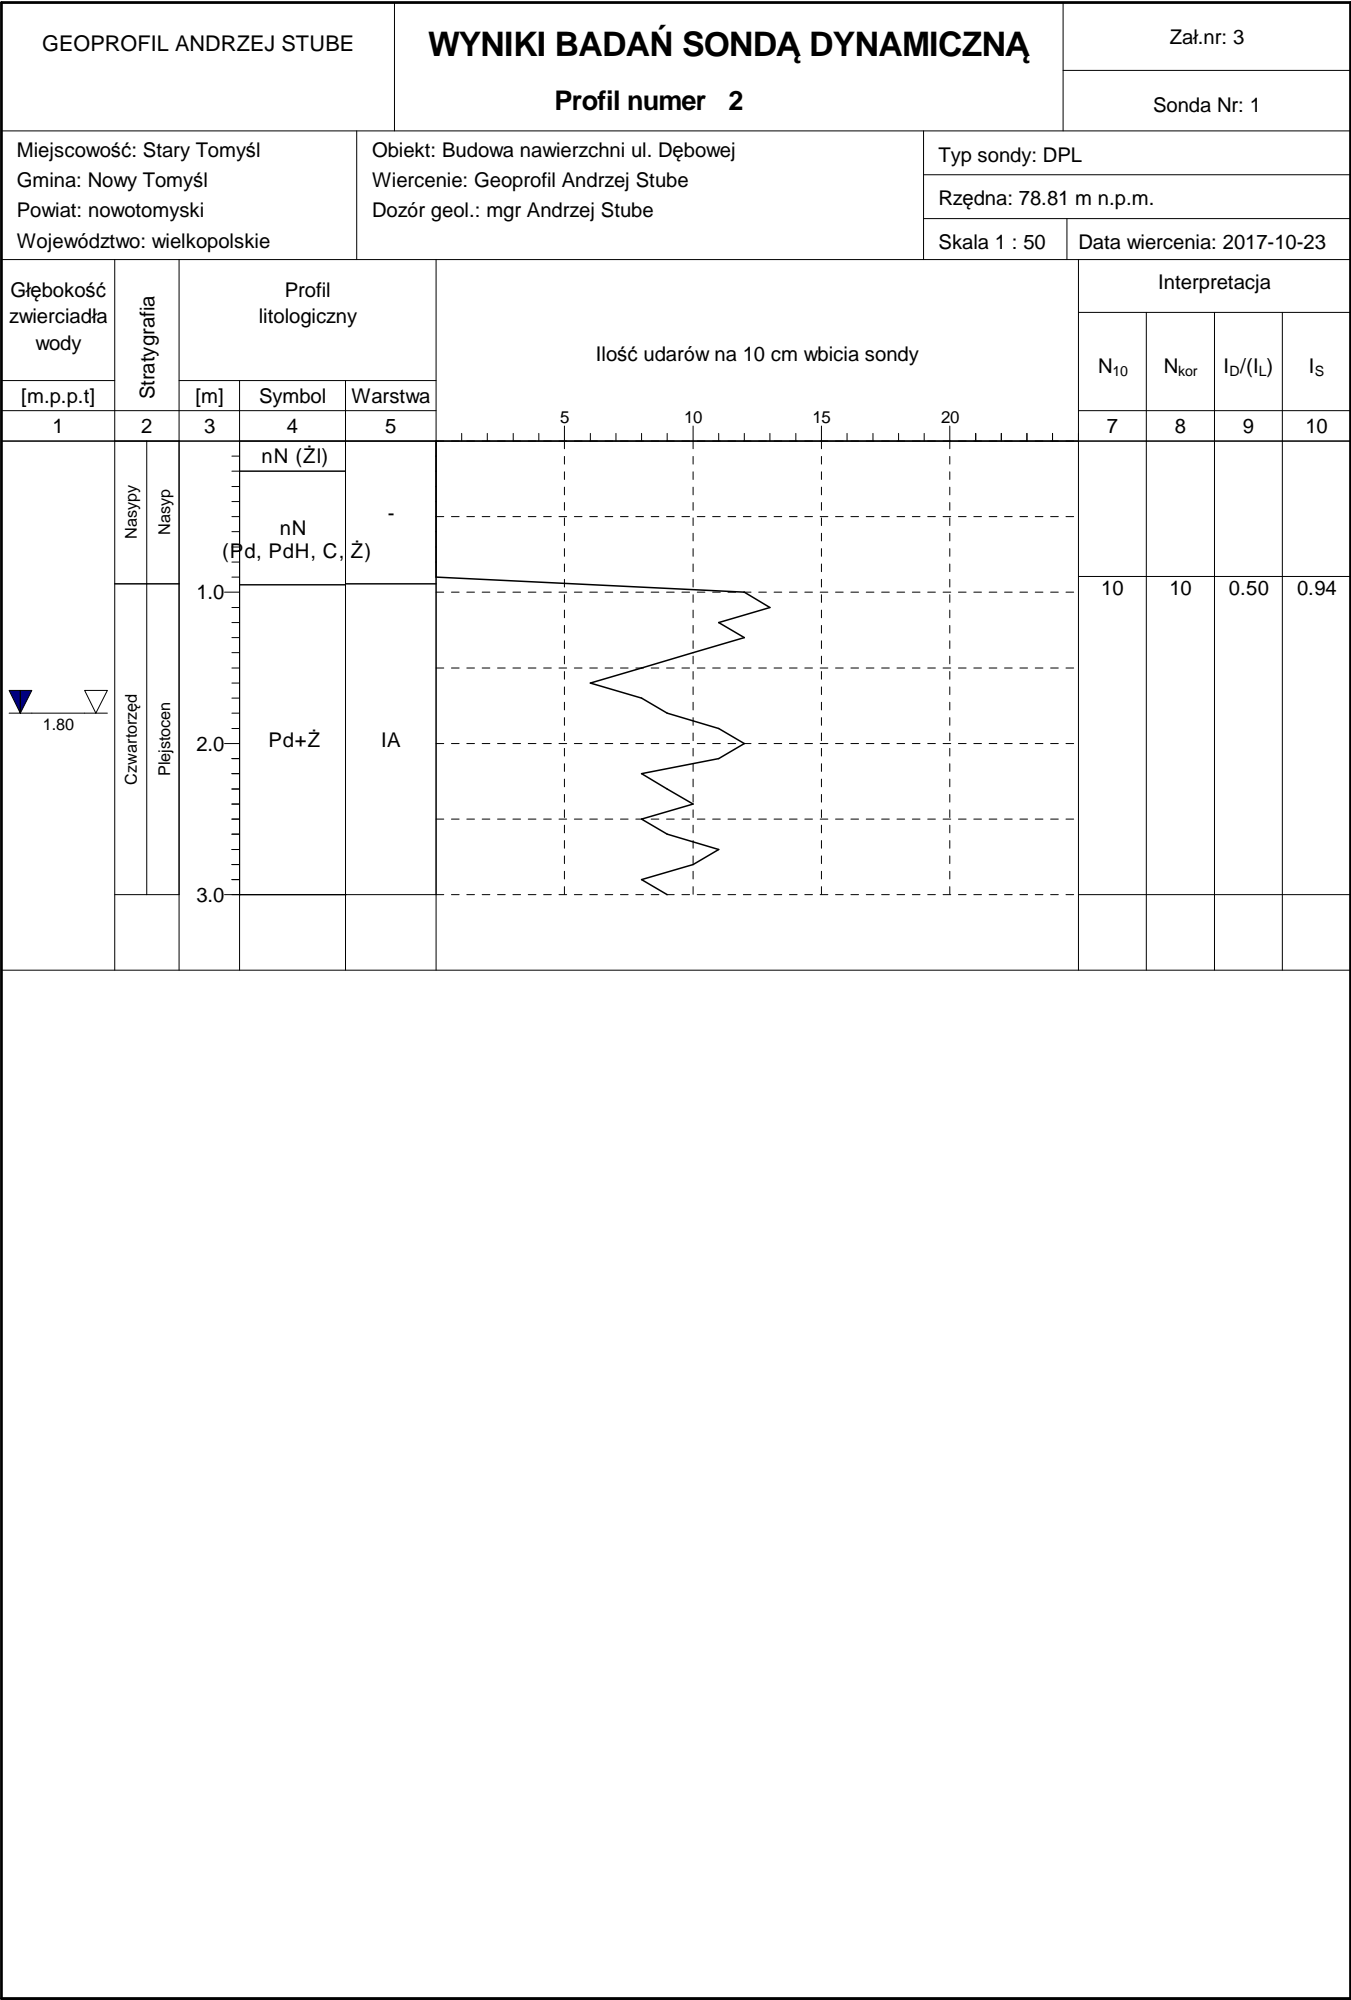 GEOPROFIL ANDRZEJ STUBE
WYNIKI BADAŃ SONDĄ DYNAMICZNĄ
Profil numer 2
Zał.nr: 3
Sonda Nr: 1
Miejscowość: Stary Tomyśl
Gmina: Nowy Tomyśl
Powiat: nowotomyski
Województwo: wielkopolskie
Obiekt: Budowa nawierzchni ul. Dębowej
Wiercenie: Geoprofil Andrzej Stube
Dozór geol.: mgr Andrzej Stube
Typ sondy: DPL
Rzędna: 78.81 m n.p.m.
Skala 1 : 50
Data wiercenia: 2017-10-23
Głębokość
zwierciadła
wody
[m.p.p.t]
Stratygrafia
Profil
litologiczny
[m]
Symbol
Warstwa
Ilość udarów na 10 cm wbicia sondy
Interpretacja
N10
Nkor
ID/(IL)
IS
1
2
3
4
5
5
10
15
20
7
8
9
10
nN (Żl)
Nasypy
Nasyp
nN
(Pd, PdH, C, Ż)
-
1.0
10
10
0.50
0.94
1.80
Czwartorzęd
Plejstocen
2.0
Pd+Ż
IA
3.0